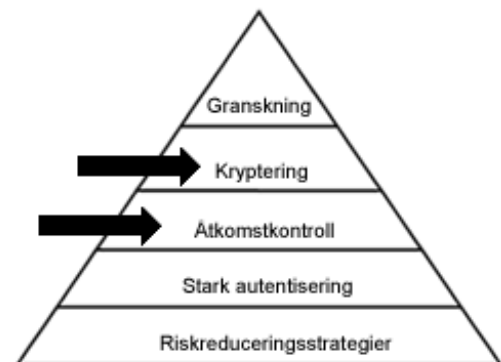 Granskning
Kryptering
Åtkomstkontroll
Stark autentisering
Riskreduceringsstrategier